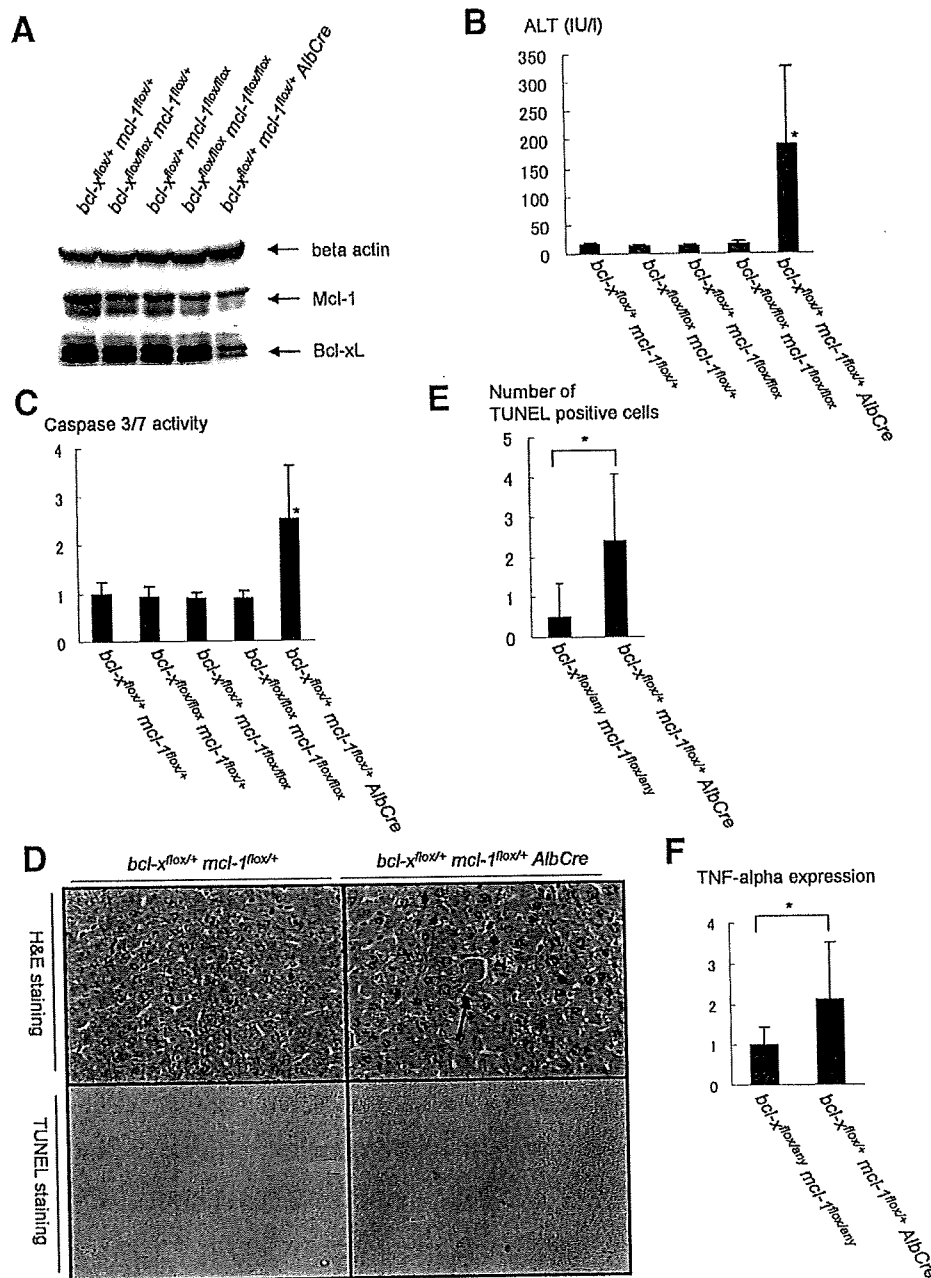 A
bcl-xflox/+ mcl-1flox/+
bcl-xflox/flox mcl-1flox/+
bcl-xflox/+ mcl-1flox/flox
bcl-xflox/flox mcl-1flox/flox
bcl-xflox/+ mcl-1flox/+ AlbCre
beta actin
Mcl-1
Bcl-xL
B
ALT (IU/l)
350
300
250
200
150
100
50
0
*
bcl-xflox/+ mcl-1flox/+
bcl-xflox/flox mcl-1flox/+
bcl-xflox/+ mcl-1flox/flox
bcl-xflox/flox mcl-1flox/flox
bcl-xflox/+ mcl-1flox/+ AlbCre
C
Caspase 3/7 activity
4
3
2
1
0
*
bcl-xflox/+ mcl-1flox/+
bcl-xflox/flox mcl-1flox/+
bcl-xflox/+ mcl-1flox/flox
bcl-xflox/flox mcl-1flox/flox
bcl-xflox/+ mcl-1flox/+ AlbCre
E
Number of
TUNEL positive cells
5
4
3
2
1
0
*
bcl-xflox/any mcl-1flox/any
bcl-xflox/+ mcl-1flox/+ AlbCre
D
bcl-xflox/+ mcl-1flox/+
bcl-xflox/+ mcl-1flox/+ AlbCre
H&E staining
TUNEL staining
F
TNF-alpha expression
4
3
2
1
0
*
bcl-xflox/any mcl-1flox/any
bcl-xflox/+ mcl-1flox/+ AlbCre